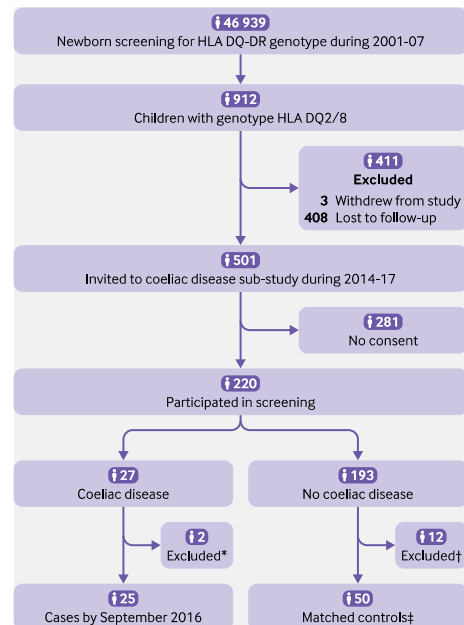 46 939
Newborn screening for HLA DQ-DR genotype during 2001-07
912
Children with genotype HLA DQ2/8
411
Excluded
3 Withdrew from study
408 Lost to follow-up
501
Invited to coeliac disease sub-study during 2014-17
281
No consent
220
Participated in screening
27
Coeliac disease
193
No coeliac disease
2
Excluded*
12
Excluded†
25
Cases by September 2016
50
Matched controls‡